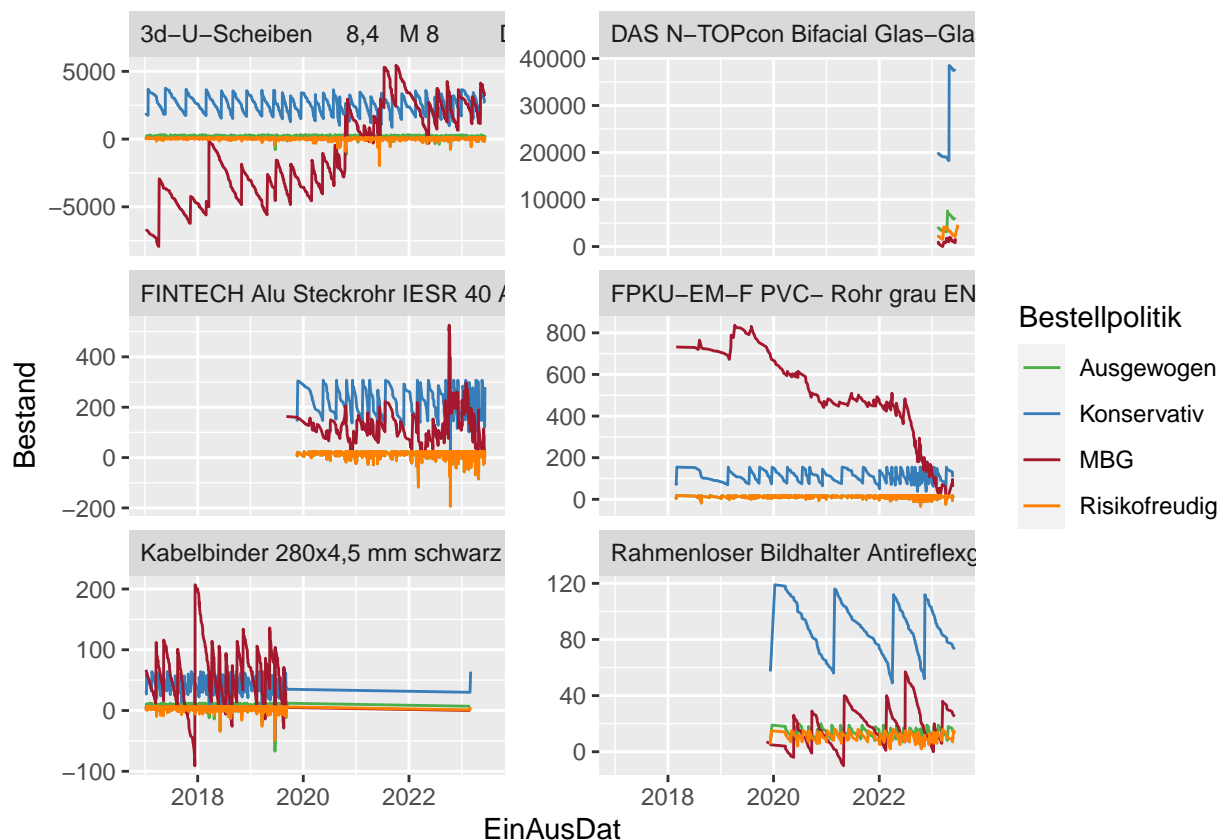 3d−U−Scheiben 8,4 M 8 D
DAS N−TOPcon Bifacial Glas−Gla
5000
0
−5000
40000
30000
20000
10000
0
FINTECH Alu Steckrohr IESR 40 A
FPKU−EM−F PVC− Rohr grau EN
400
200
0
−200
800
600
400
200
0
Kabelbinder 280x4,5 mm schwarz
Rahmenloser Bildhalter Antireflexg
200
100
0
−100
120
80
40
0
2018 2020 2022
2018 2020 2022
EinAusDat
Bestand
Bestellpolitik
Ausgewogen
Konservativ
MBG
Risikofreudig